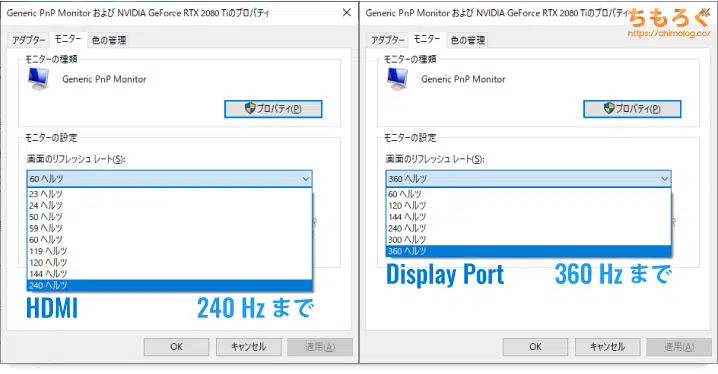 Generic PnP Monitor および NVIDIA GeForce RTX 2080 Tiのプロパティ
アダプター モニター 色の管理
モニターの種類
Generic PnP Monitor
プロパティ(P)
モニターの設定
画面のリフレッシュ レート(S):
60 ヘルツ
23 ヘルツ
24 ヘルツ
50 ヘルツ
59 ヘルツ
60 ヘルツ
119 ヘルツ
120 ヘルツ
144 ヘルツ
240 ヘルツ
HDMI 240 Hz まで
OK キャンセル 適用(A)
Generic PnP Monitor および NVIDIA GeForce RTX 2080 Tiのプロパティ
ちもろぐ
https://chimolog.co/
アダプター モニター 色の管理
モニターの種類
Generic PnP Monitor
プロパティ(P)
モニターの設定
画面のリフレッシュ レート(S):
360 ヘルツ
60 ヘルツ
120 ヘルツ
144 ヘルツ
240 ヘルツ
300 ヘルツ
360 ヘルツ
Display Port 360 Hz まで
OK キャンセル 適用(A)